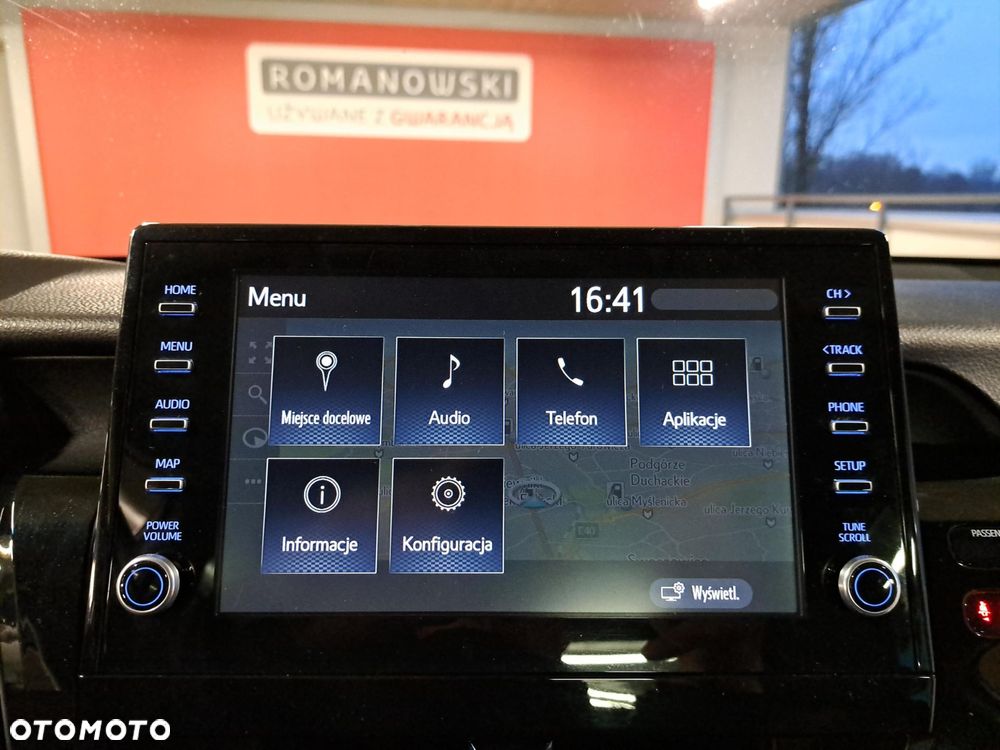 ROMANOWSKI
UŻYWANE Z GWARANCJĄ
HOME
MENU
AUDIO
MAP
POWER
VOLUME
Menu
16:41
Miejsce docelowe
Audio
Telefon
Aplikacje
Informacje
Konfiguracja
Podgórze
Duchackie
ulica Myślenicka
Wyświetl.
CH >
< TRACK
PHONE
SETUP
TUNE
SCROLL
OTOMOTO